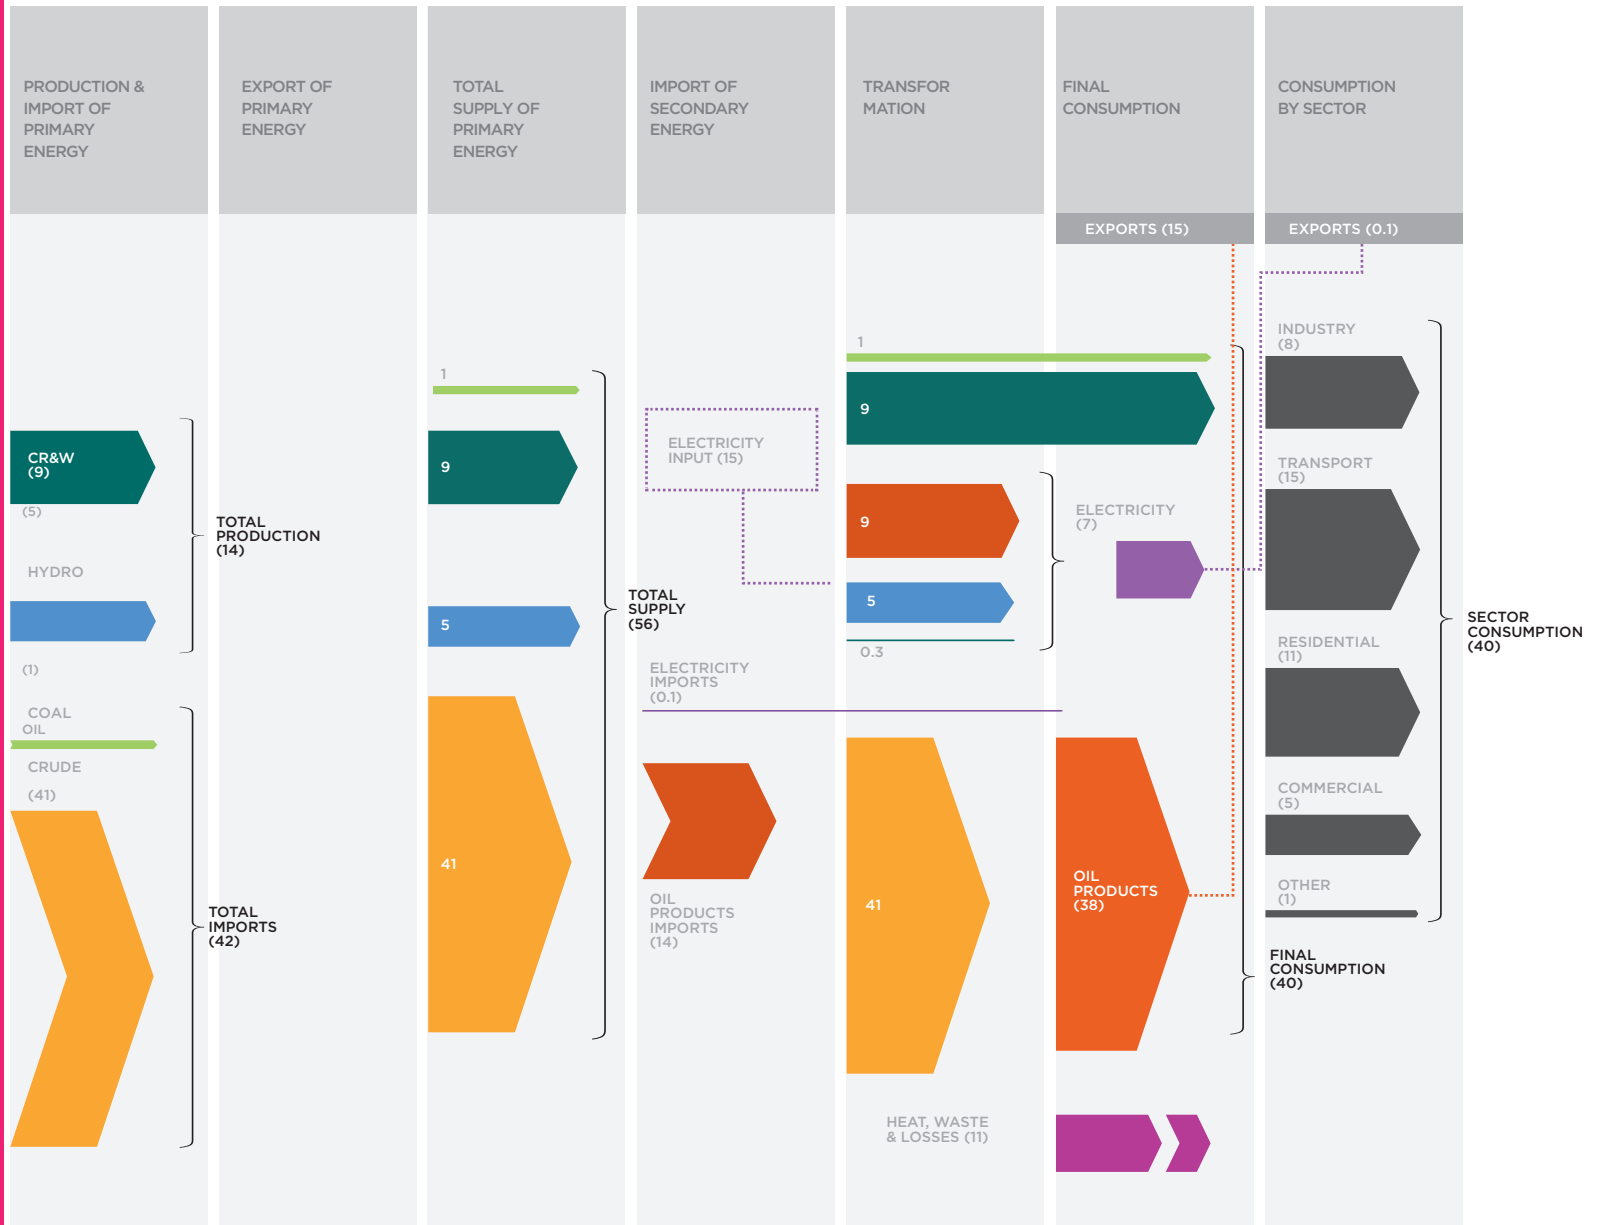 PRODUCTION &
IMPORT OF
PRIMARY
ENERGY
EXPORT OF
PRIMARY
ENERGY
TOTAL
SUPPLY OF
PRIMARY
ENERGY
IMPORT OF
SECONDARY
ENERGY
TRANSFOR
MATION
FINAL
CONSUMPTION
CONSUMPTION
BY SECTOR
EXPORTS (15)
EXPORTS (0.1)
CR&W
(9)
(5)
HYDRO
(1)
COAL
OIL
CRUDE
(41)
TOTAL
PRODUCTION
(14)
TOTAL
IMPORTS
(42)
1
9
5
41
TOTAL
SUPPLY
(56)
ELECTRICITY
INPUT (15)
ELECTRICITY
IMPORTS
(0.1)
OIL
PRODUCTS
IMPORTS
(14)
1
9
9
5
0.3
41
HEAT, WASTE
& LOSSES (11)
ELECTRICITY
(7)
OIL
PRODUCTS
(38)
FINAL
CONSUMPTION
(40)
INDUSTRY
(8)
TRANSPORT
(15)
RESIDENTIAL
(11)
COMMERCIAL
(5)
OTHER
(1)
SECTOR
CONSUMPTION
(40)